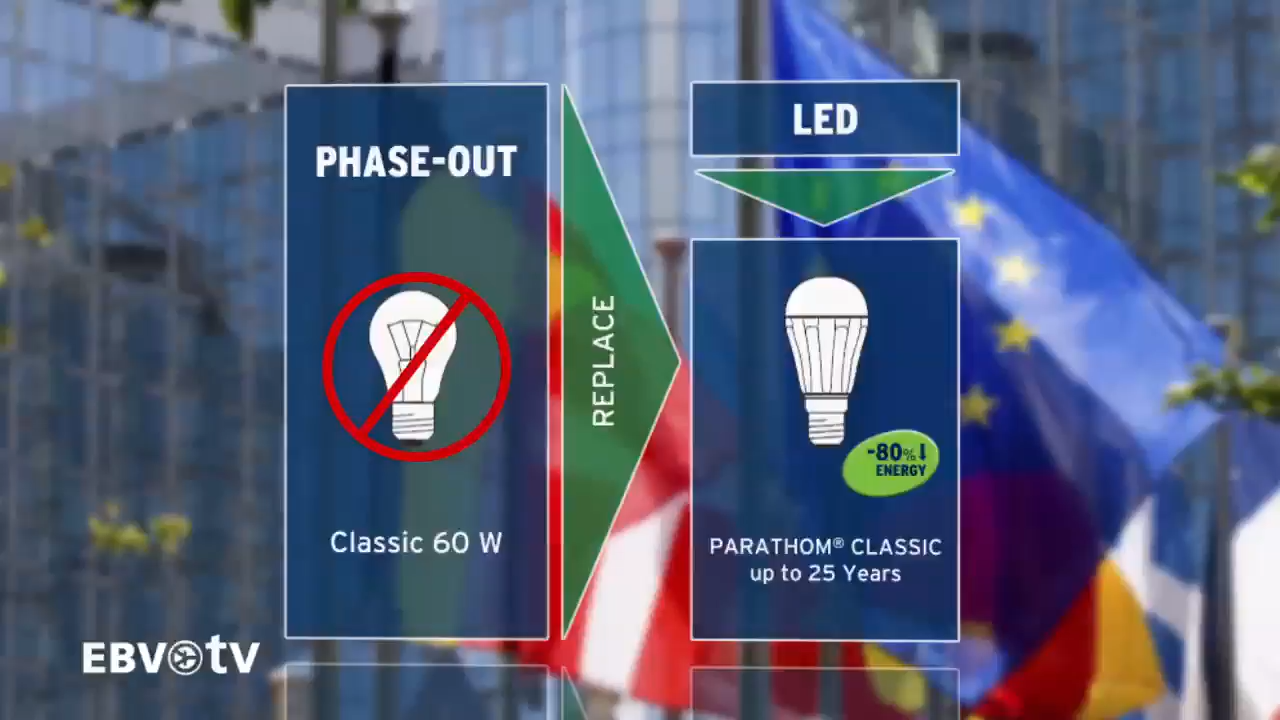 PHASE-OUT
Classic 60 W
REPLACE
LED
-80%
ENERGY
PARATHOM® CLASSIC
up to 25 Years
EBV tv